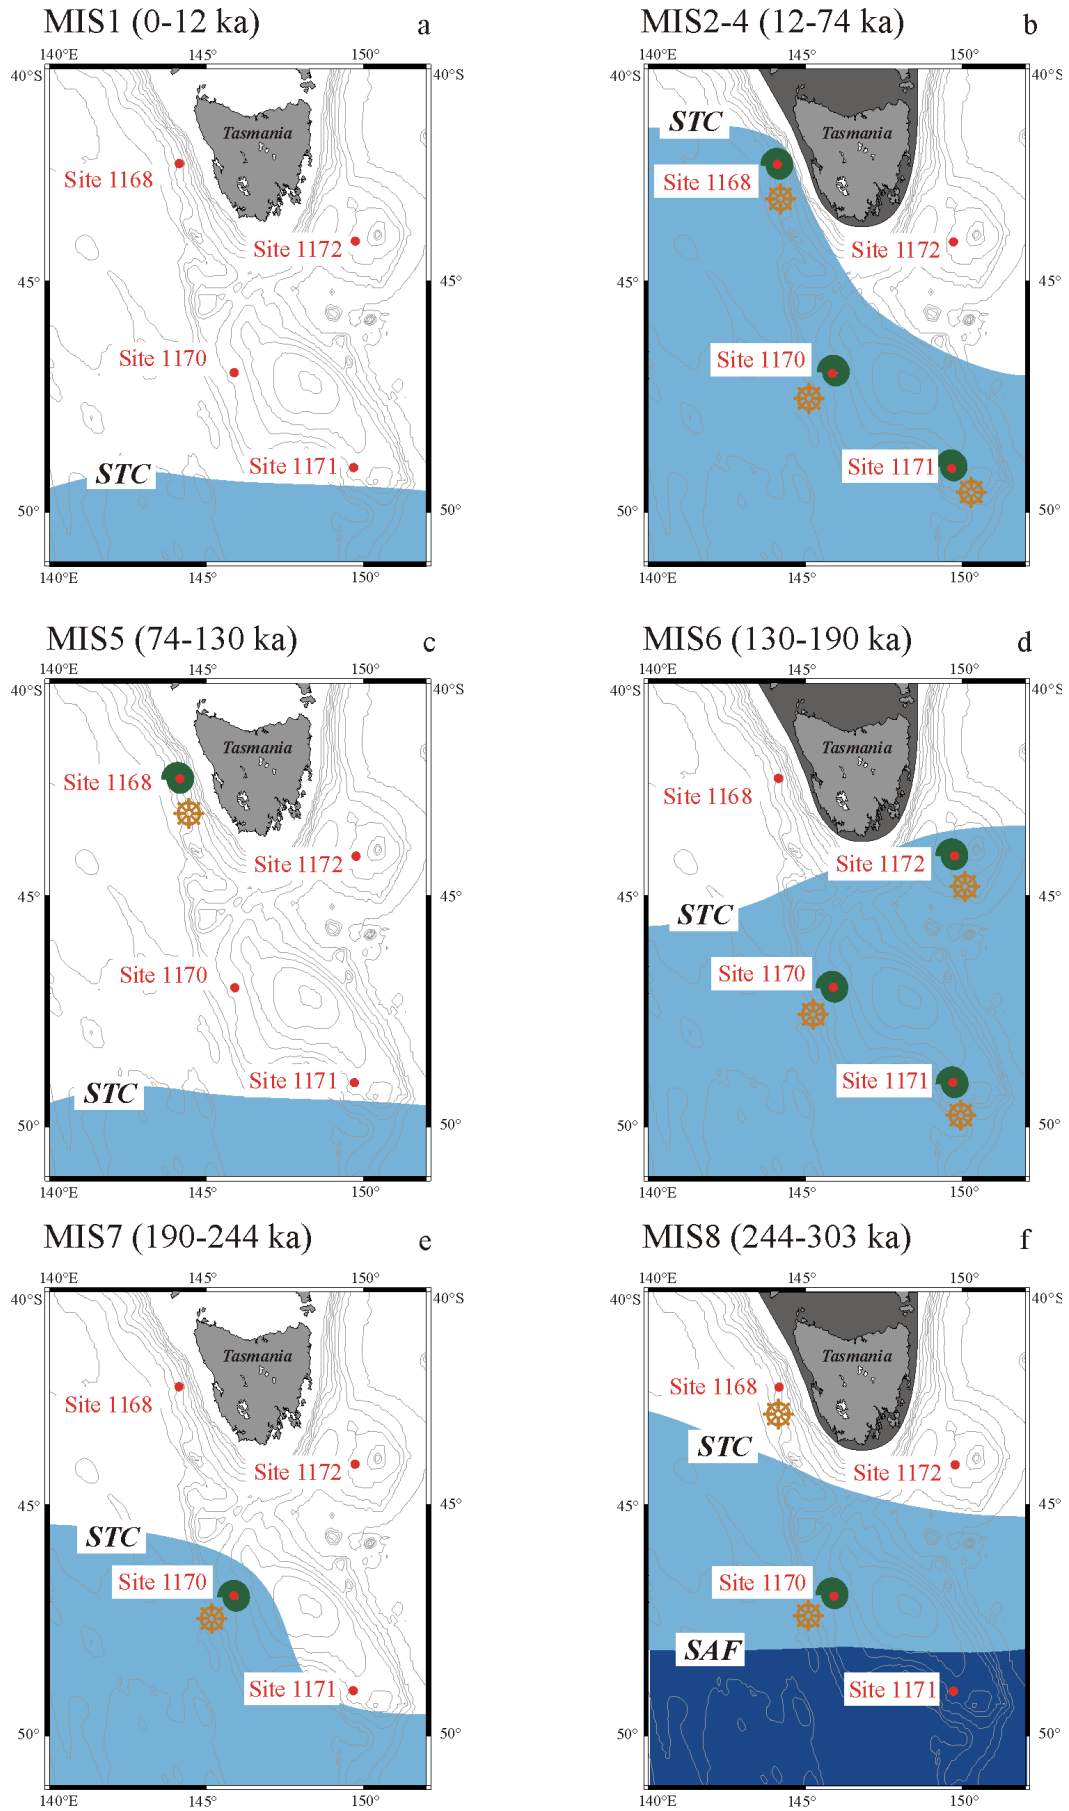 MIS1 (0-12 ka) a
140°E 145° 150°
40°S 40°S
Tasmania
Site 1168
Site 1172
45° 45°
Site 1170
Site 1171
STC
50° 50°
140°E 145° 150°
MIS2-4 (12-74 ka) b
140°E 145° 150°
40°S 40°S
STC
Tasmania
Site 1168
Site 1172
45° 45°
Site 1170
Site 1171
50° 50°
140°E 145° 150°
MIS5 (74-130 ka) c
140°E 145° 150°
40°S 40°S
Tasmania
Site 1168
Site 1172
45° 45°
Site 1170
Site 1171
STC
50° 50°
140°E 145° 150°
MIS6 (130-190 ka) d
140°E 145° 150°
40°S 40°S
Tasmania
Site 1168
Site 1172
45° 45°
STC
Site 1170
Site 1171
50° 50°
140°E 145° 150°
MIS7 (190-244 ka) e
140°E 145° 150°
40°S 40°S
Tasmania
Site 1168
Site 1172
45° 45°
STC
Site 1170
Site 1171
50° 50°
140°E 145° 150°
MIS8 (244-303 ka) f
140°E 145° 150°
40°S 40°S
Tasmania
Site 1168
STC
Site 1172
45° 45°
Site 1170
SAF
Site 1171
50° 50°
140°E 145° 150°